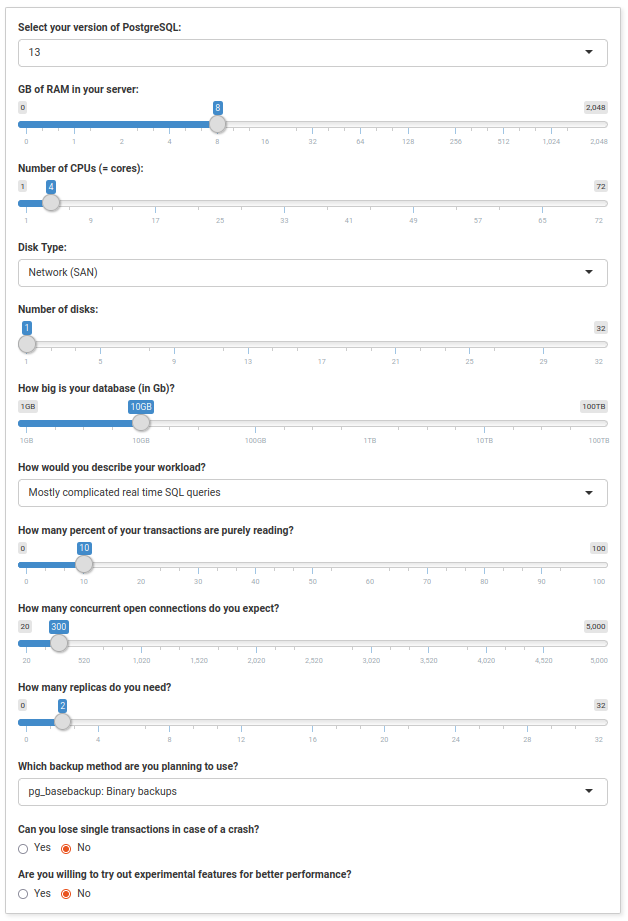 Select your version of PostgreSQL:
13
GB of RAM in your server:
0 8 2,048
0 1 2 4 8 16 32 64 128 256 512 1,024 2,048
Number of CPUs (= cores):
1 4 72
1 9 17 25 33 41 49 57 65 72
Disk Type:
Network (SAN)
Number of disks:
1 32
1 5 9 13 17 21 25 29 32
How big is your database (in Gb)?
1GB 10GB 100TB
1GB 10GB 100GB 1TB 10TB 100TB
How would you describe your workload?
Mostly complicated real time SQL queries
How many percent of your transactions are purely reading?
0 10 100
0 10 20 30 40 50 60 70 80 90 100
How many concurrent open connections do you expect?
20 300 5,000
20 520 1,020 1,520 2,020 2,520 3,020 3,520 4,020 4,520 5,000
How many replicas do you need?
0 2 32
0 4 8 12 16 20 24 28 32
Which backup method are you planning to use?
pg_basebackup: Binary backups
Can you lose single transactions in case of a crash?
Yes No
Are you willing to try out experimental features for better performance?
Yes No